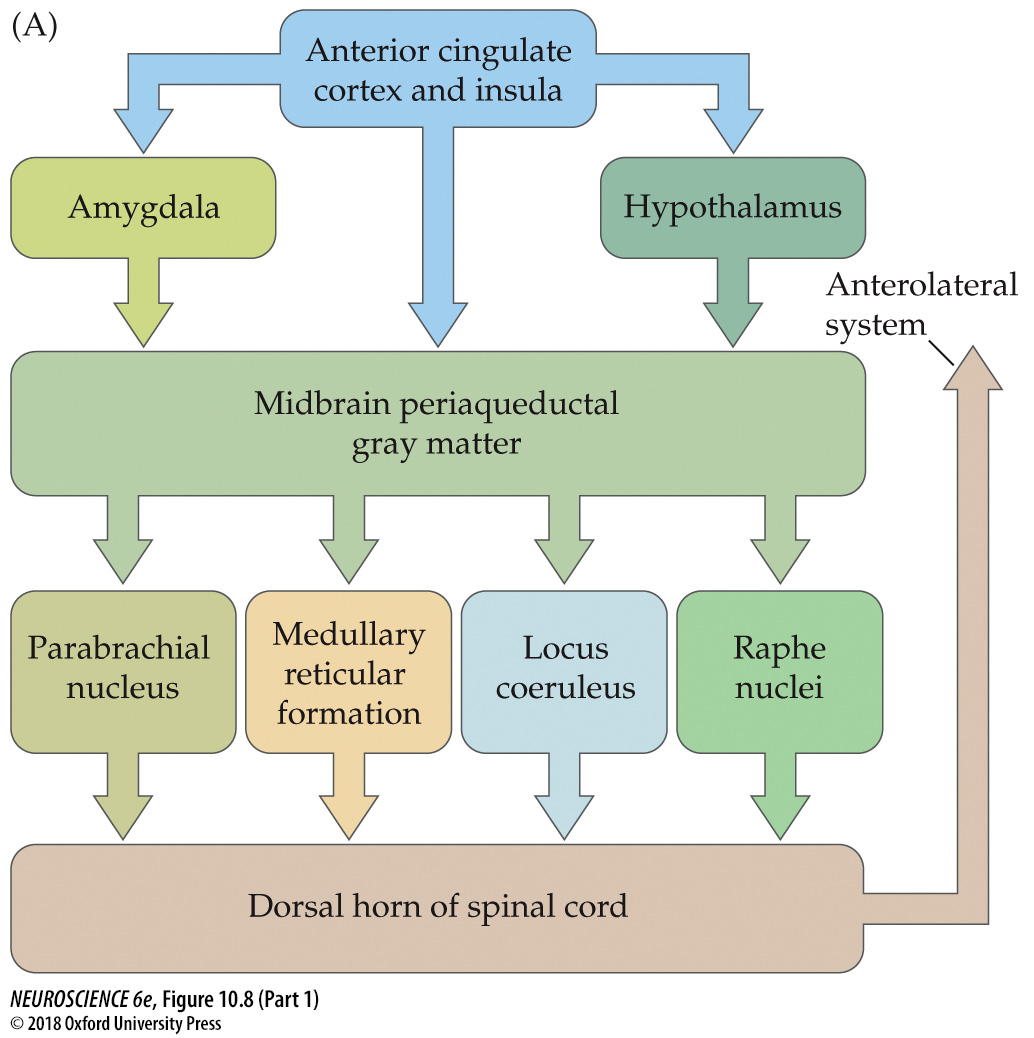 (A)
Anterior cingulate
cortex and insula
Amygdala
Hypothalamus
Anterolateral
system
Midbrain periaqueductal
gray matter
Parabrachial
nucleus
Medullary
reticular
formation
Locus
coeruleus
Raphe
nuclei
Dorsal horn of spinal cord
NEUROSCIENCE 6e, Figure 10.8 (Part 1)
© 2018 Oxford University Press